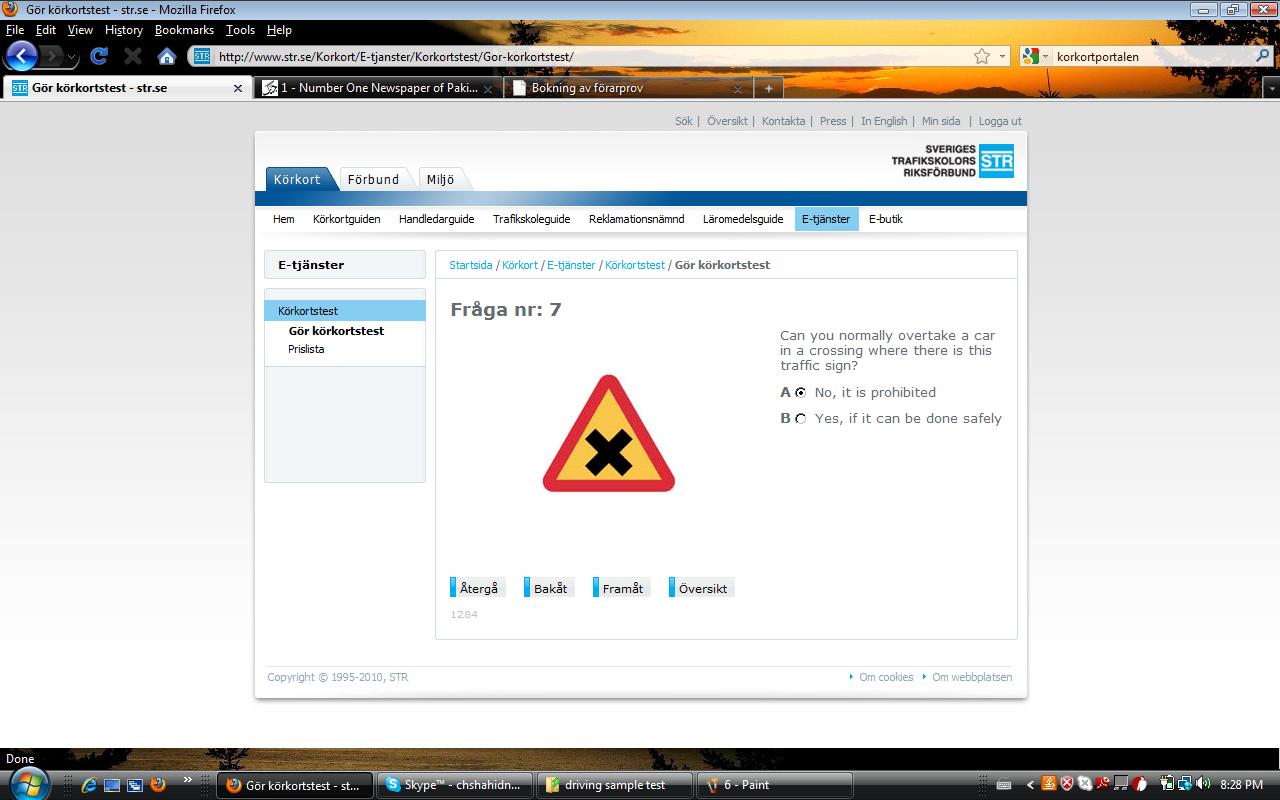 Gör körkortstest - str.se - Mozilla Firefox
File Edit View History Bookmarks Tools Help
STR http://www.str.se/Korkort/E-tjanster/Korkortstest/Gor-korkortstest/ korkortportalen
STR Gör körkortstest - str.se 1 - Number One Newspaper of Paki... Bokning av förarprov
Sök | Översikt | Kontakta | Press | In English | Min sida | Logga ut
SVERIGES
TRAFIKSKOLORS
RIKSFÖRBUND
STR
Körkort Förbund Miljö
Hem Körkortguiden Handledarguide Trafikskoleguide Reklamationsnämnd Läromedelsguide E-tjänster E-butik
E-tjänster
Körkortstest
Gör körkortstest
Prislista
Startsida / Körkort / E-tjänster / Körkortstest / Gör körkortstest
Fråga nr: 7
Can you normally overtake a car
in a crossing where there is this
traffic sign?
A No, it is prohibited
B Yes, if it can be done safely
Återgå Bakåt Framåt Översikt
1284
Copyright © 1995-2010, STR Om cookies Om webbplatsen
Done
Gör körkortstest - st... Skype™ - chshahidn... driving sample test 6 - Paint 8:28 PM